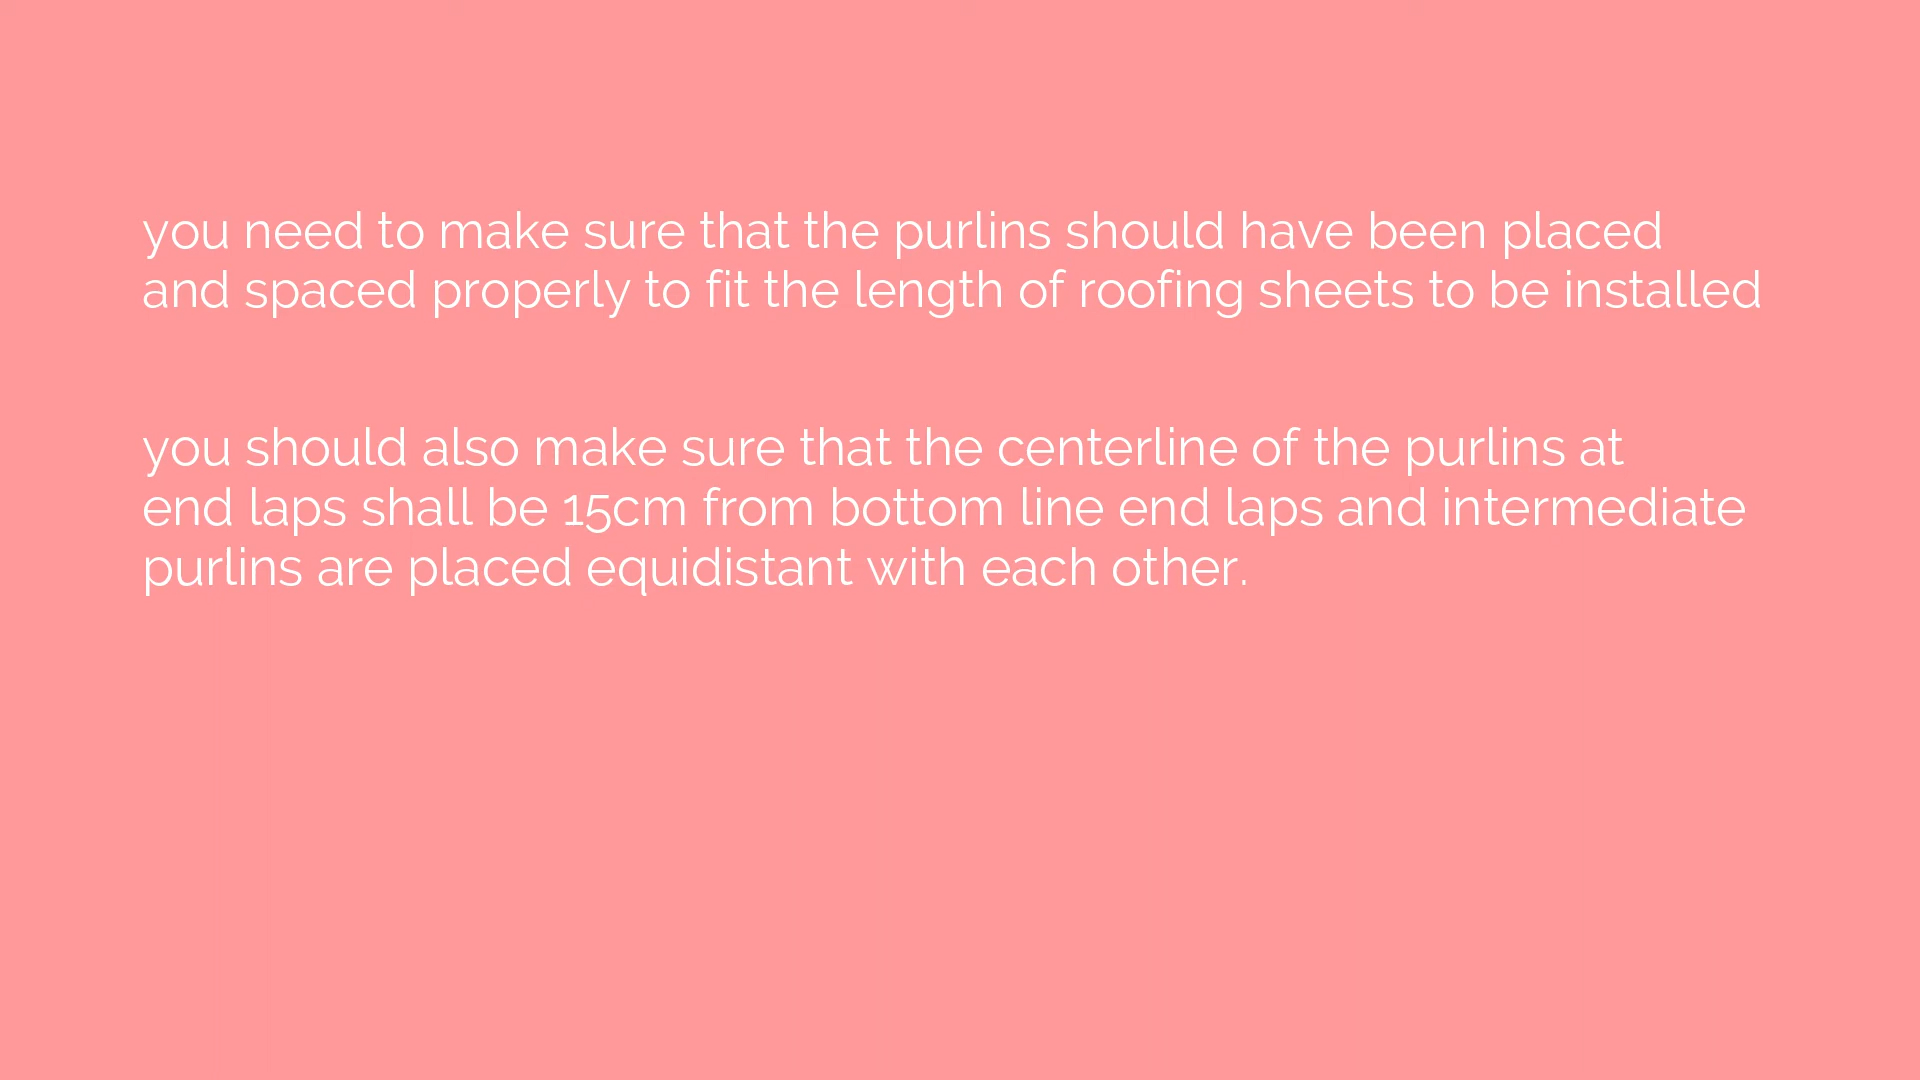 you need to make sure that the purlins should have been placed
and spaced properly to fit the length of roofing sheets to be installed
you should also make sure that the centerline of the purlins at
end laps shall be 15cm from bottom line end laps and intermediate
purlins are placed equidistant with each other.